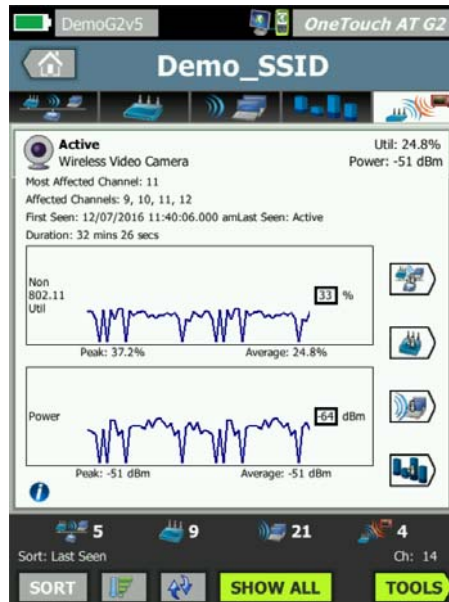 DemoG2v5
OneTouch AT G2
Demo_SSID
Active
Util: 24.8%
Wireless Video Camera
Power: -51 dBm
Most Affected Channel: 11
Affected Channels: 9, 10, 11, 12
First Seen: 12/07/2016 11:40:06.000 amLast Seen: Active
Duration: 32 mins 26 secs
Non
802.11
Util
33 %
Peak: 37.2%
Average: 24.8%
Power
-64 dBm
Peak: -51 dBm
Average: -51 dBm
5
9
21
4
Sort: Last Seen
Ch: 14
SORT
SHOW ALL
TOOLS